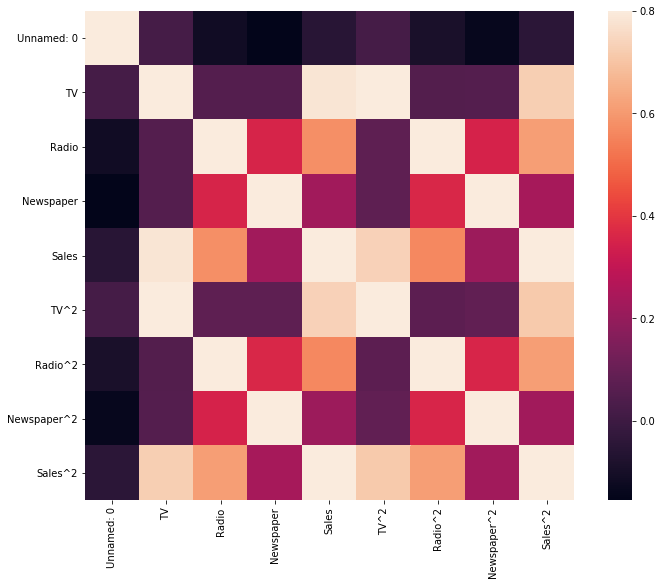 Unnamed: 0
TV
Radio
Newspaper
Sales
TV^2
Radio^2
Newspaper^2
Sales^2
Unnamed: 0
TV
Radio
Newspaper
Sales
TV^2
Radio^2
Newspaper^2
Sales^2
0.8
0.6
0.4
0.2
0.0